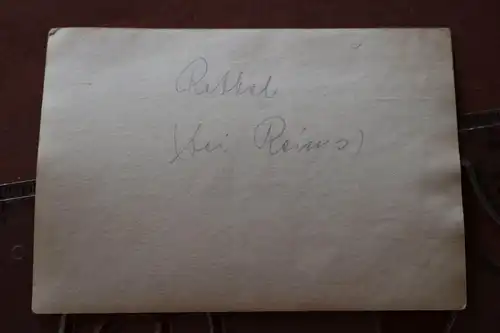 Rethel
(bei Reims)